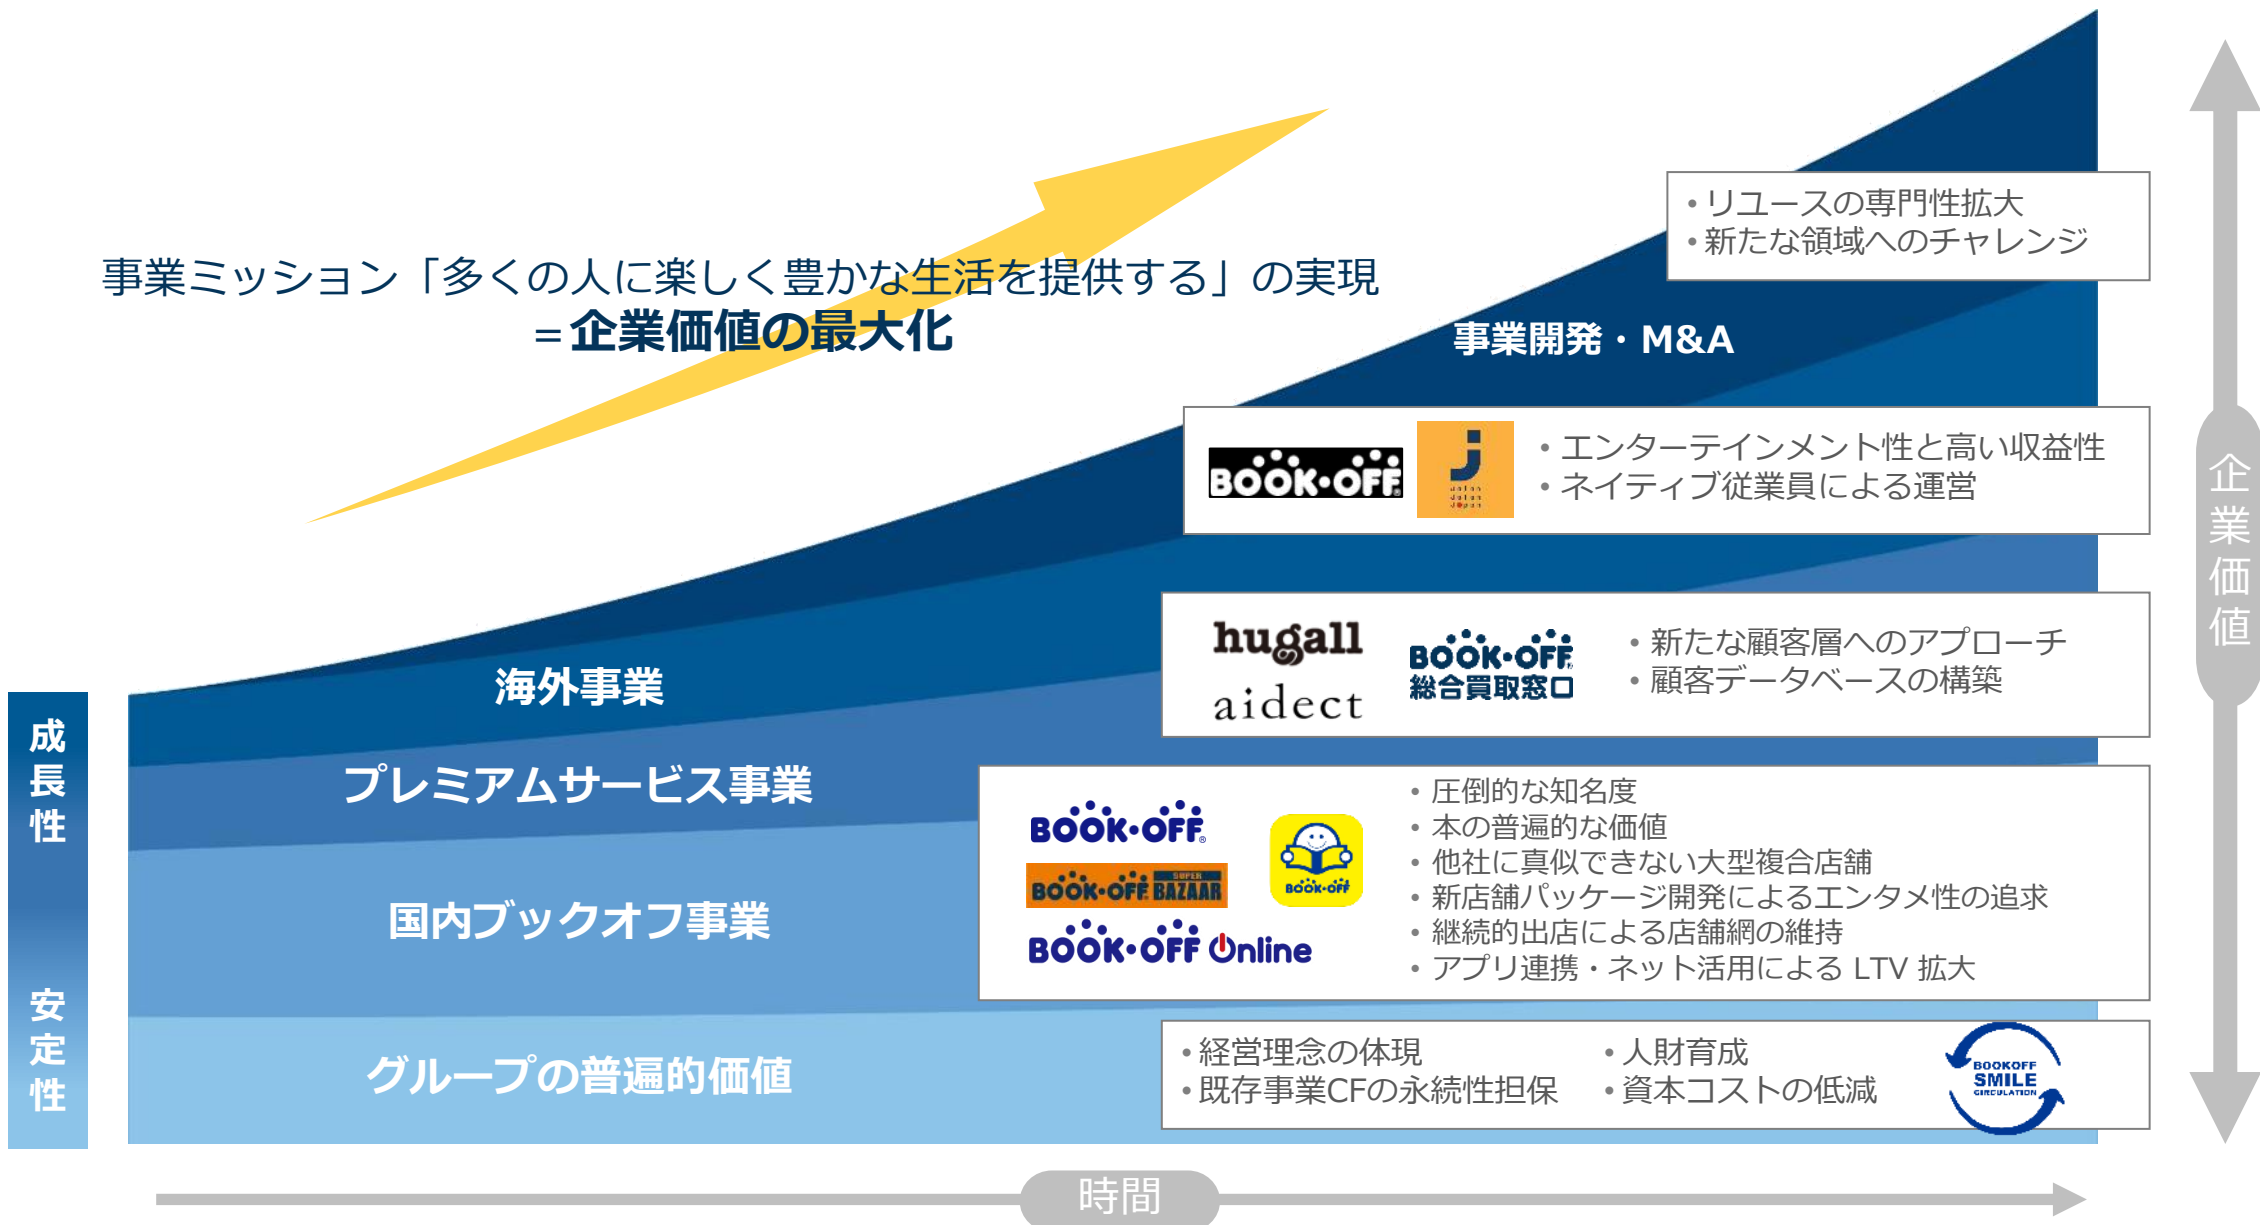 事業ミッション「多くの人に楽しく豊かな生活を提供する」の実現
=企業価値の最大化
・リユースの専門性拡大
・新たな領域へのチャレンジ
事業開発・M&A
BOOK・OFF
・エンターテインメント性と高い収益性
・ネイティブ従業員による運営
海外事業
hugall
aidect
BOOK・OFF
総合買取窓口
・新たな顧客層へのアプローチ
・顧客データベースの構築
プレミアムサービス事業
BOOK・OFF
SUPER
BOOK・OFF BAZAAR
BOOK・OFF Online
BOOK・OFF
・圧倒的な知名度
・本の普遍的な価値
・他社に真似できない大型複合店舗
・新店舗パッケージ開発によるエンタメ性の追求
・継続的出店による店舗網の維持
・アプリ連携・ネット活用による LTV 拡大
国内ブックオフ事業
グループの普遍的価値
・経営理念の体現
・既存事業CFの永続性担保
・人財育成
・資本コストの低減
BOOKOFF
SMILE
CIRCULATION
成長性
安定性
企業価値
時間